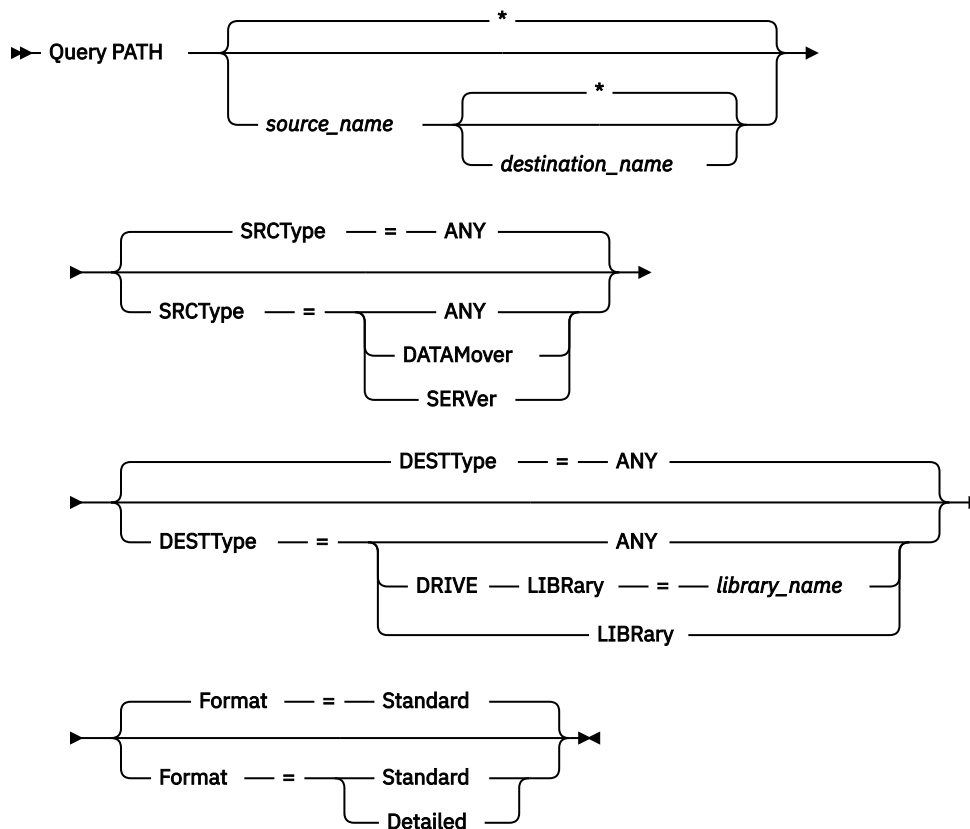 *
Query PATH
*
source_name
destination_name
SRCType = ANY
SRCType = ANY
DATAMover
SERVer
DESTType = ANY
DESTType = ANY
DRIVE LIBRary = library_name
LIBRary
Format = Standard
Format = Standard
Detailed